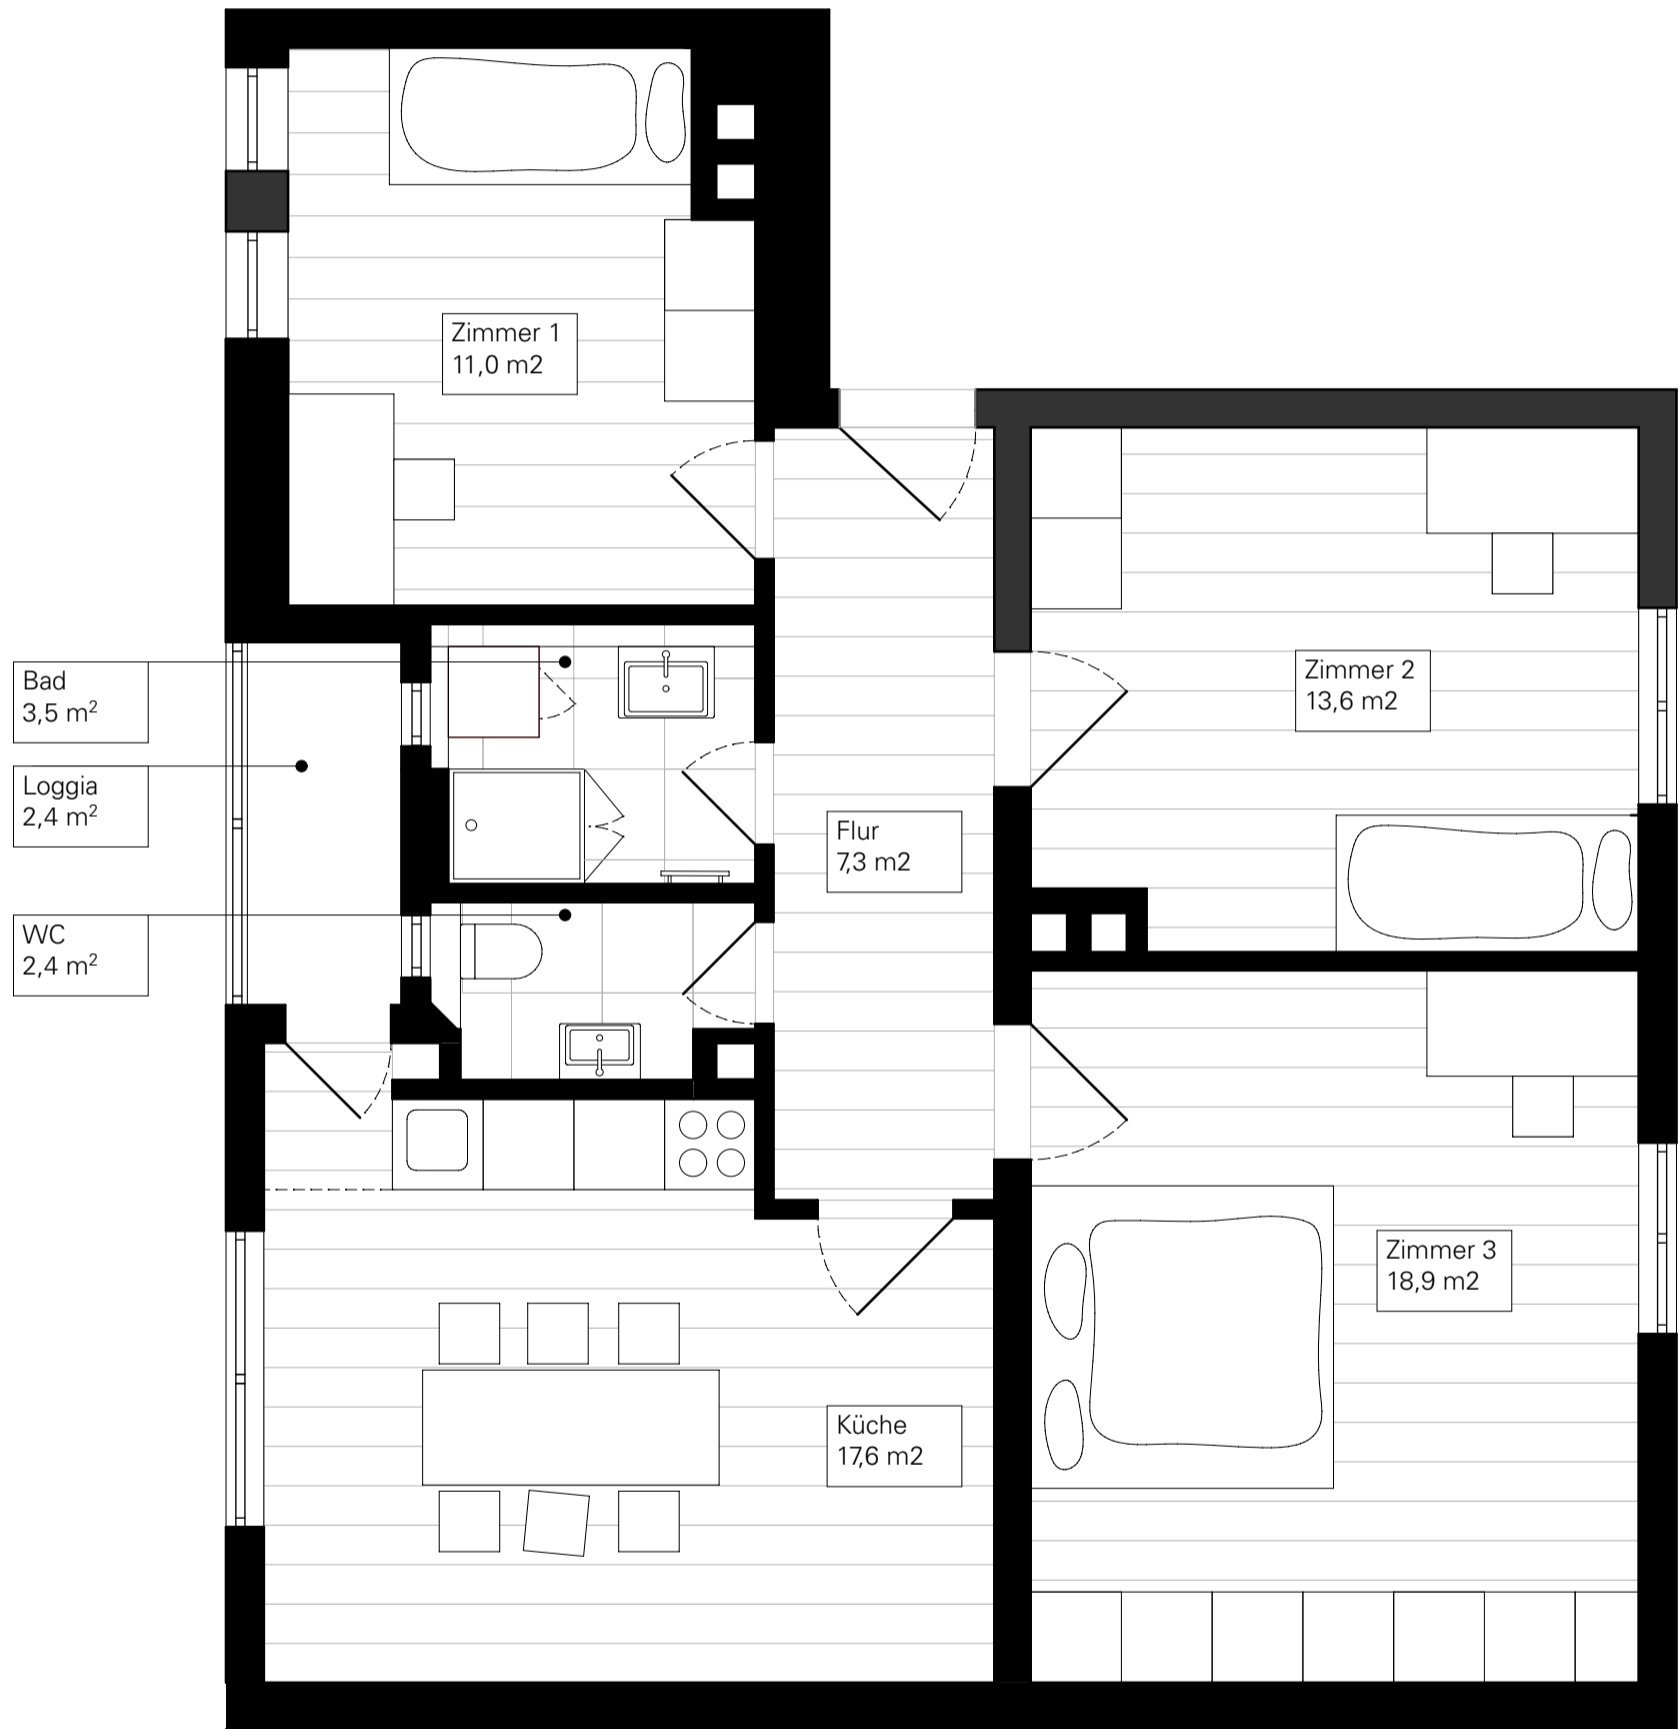 Zimmer 1
11,0 m2
Bad
3,5 m²
Zimmer 2
13,6 m2
Loggia
2,4 m²
Flur
7,3 m2
WC
2,4 m²
Zimmer 3
18,9 m2
Küche
17,6 m2